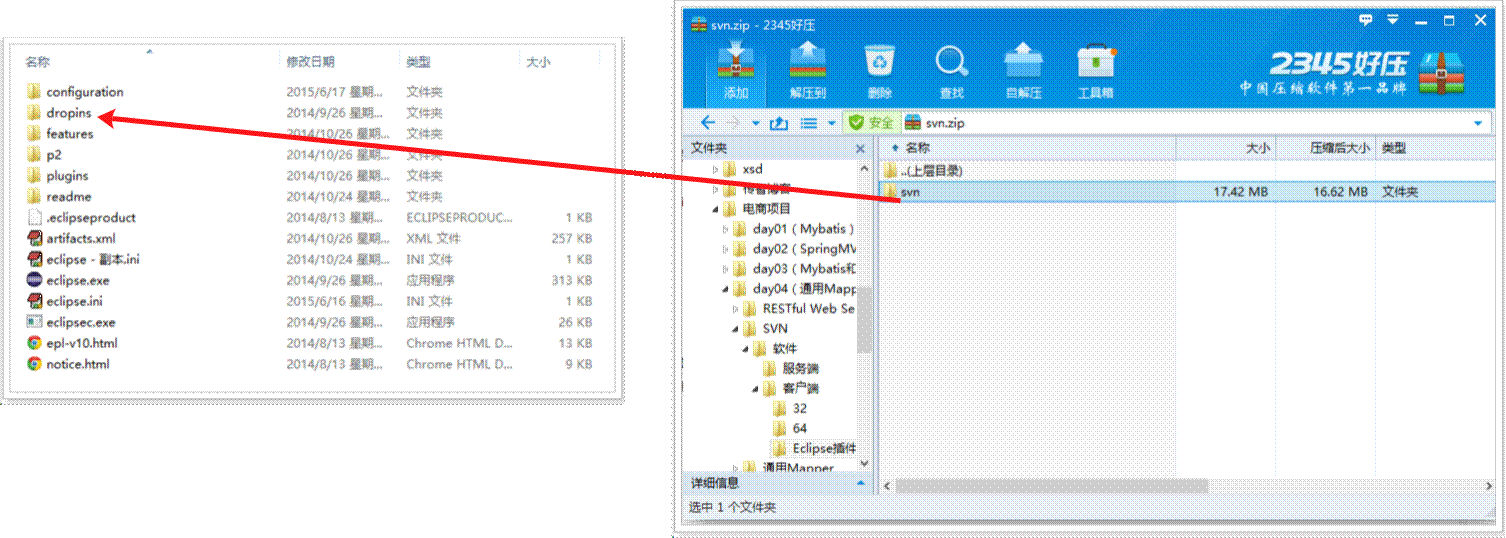 名称 修改日期 类型 大小
configuration 2015/6/17 星期... 文件夹
dropins 2014/9/26 星期... 文件夹
features 2014/10/26 星期... 文件夹
p2 2014/10/26 星期... 文件夹
plugins 2014/10/26 星期... 文件夹
readme 2014/10/24 星期... 文件夹
.eclipseproduct 2014/8/13 星期... ECLIPSEPRODUC... 1 KB
artifacts.xml 2014/10/26 星期... XML 文件 257 KB
eclipse - 副本.ini 2014/10/24 星期... INI 文件 1 KB
eclipse.exe 2014/9/26 星期... 应用程序 313 KB
eclipse.ini 2015/6/16 星期... INI 文件 1 KB
eclipsec.exe 2014/9/26 星期... 应用程序 26 KB
epl-v10.html 2014/8/13 星期... Chrome HTML D... 13 KB
notice.html 2014/8/13 星期... Chrome HTML D... 9 KB
svn.zip - 2345好压
添加 解压到 删除 查找 自解压 工具箱
2345好压
中国压缩软件第一品牌
安全 svn.zip
文件夹
xsd
传智博客
电商项目
day01（Mybatis）
day02（SpringMV
day03（Mybatis和
day04（通用Mapp
RESTful Web Se
SVN
软件
服务端
客户端
32
64
Eclipse插件
通用Mapper
详细信息
名称 大小 压缩后大小 类型
..(上层目录)
svn 17.42 MB 16.62 MB 文件夹
选中 1 个文件夹